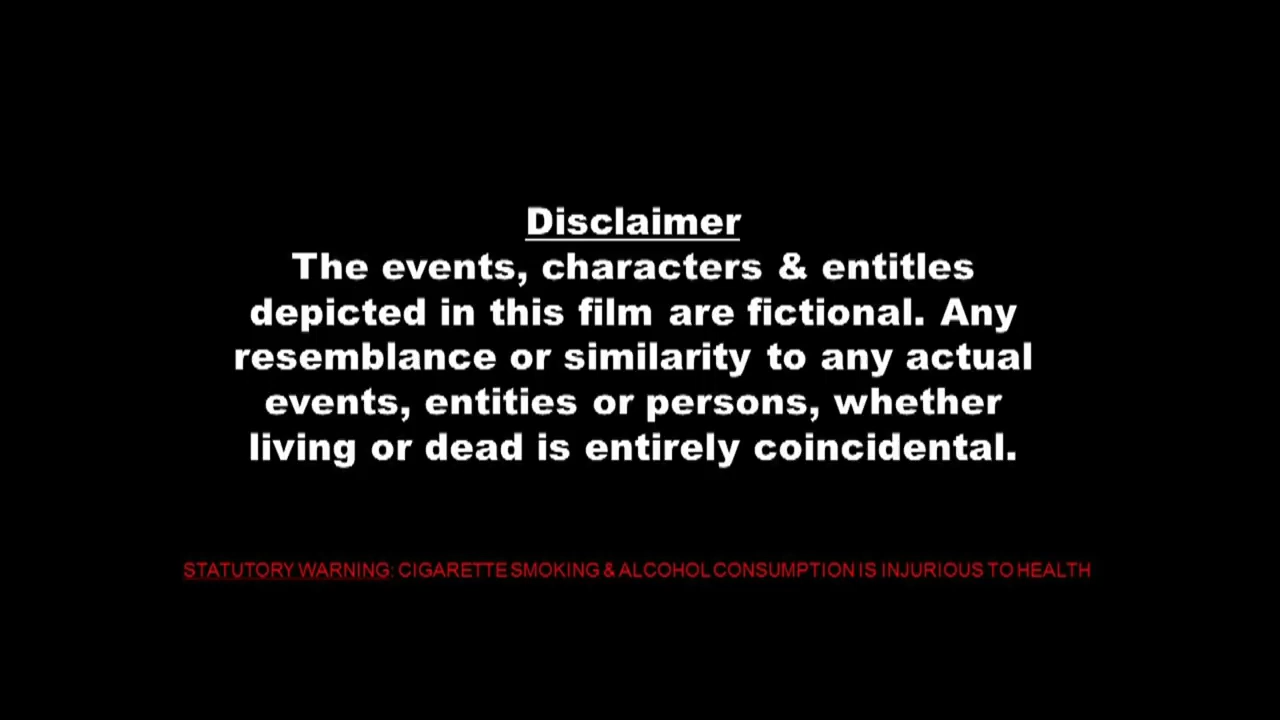 Disclaimer
The events, characters & entitles
depicted in this film are fictional. Any
resemblance or similarity to any actual
events, entities or persons, whether
living or dead is entirely coincidental.
STATUTORY WARNING: CIGARETTE SMOKING & ALCOHOL CONSUMPTION IS INJURIOUS TO HEALTH